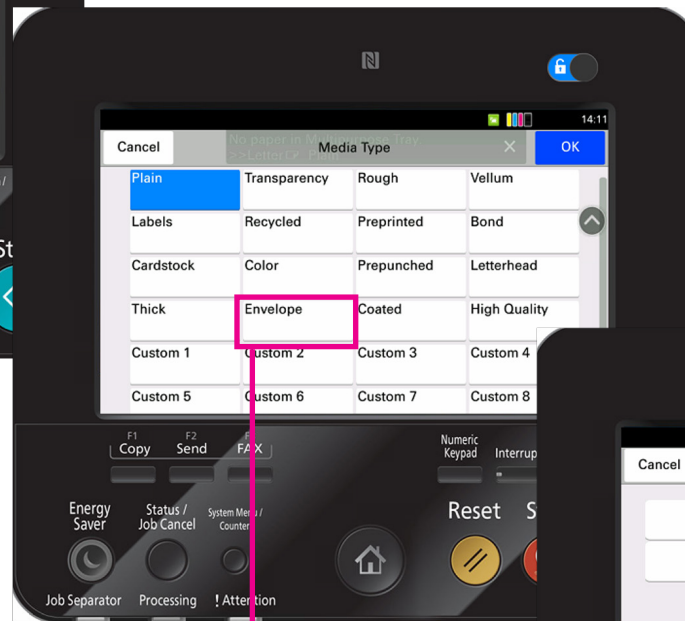 14:11
No paper in Multipurpose Tray.
Cancel
Media Type
OK
>>Letter Plain
Plain Transparency Rough Vellum
Labels Recycled Preprinted Bond
Cardstock Color Prepunched Letterhead
Thick Envelope Coated High Quality
Custom 1 Custom 2 Custom 3 Custom 4
Custom 5 Custom 6 Custom 7 Custom 8
F1 F2
Copy Send FAX
Numeric
Keypad
Interrup
Energy
Saver
Status /
Job Cancel
System Menu /
Counter
Reset
Job Separator Processing ! Attention
St
Cancel